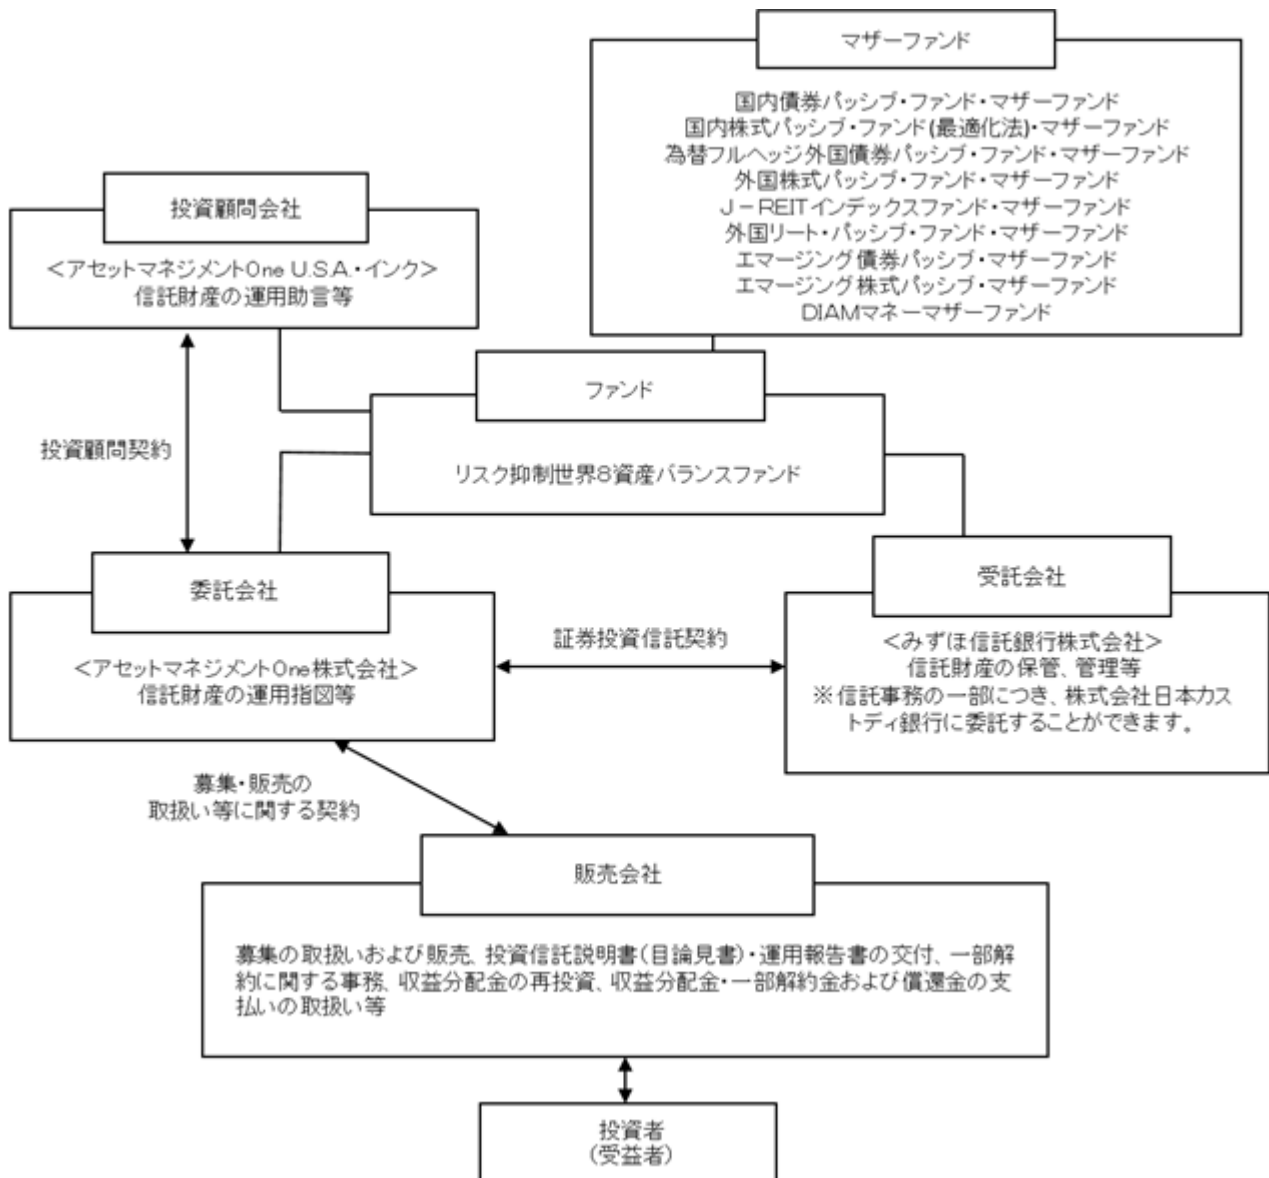 マザーファンド
国内債券パッシブ・ファンド・マザーファンド
国内株式パッシブ・ファンド(最適化法)・マザーファンド
為替フルヘッジ外国債券パッシブ・ファンド・マザーファンド
外国株式パッシブ・ファンド・マザーファンド
J-REITインデックスファンド・マザーファンド
外国リート・パッシブ・ファンド・マザーファンド
エマージング債券パッシブ・マザーファンド
エマージング株式パッシブ・マザーファンド
DIAMマネーマザーファンド
投資顧問会社
<アセットマネジメントOne U.S.A.・インク>
信託財産の運用助言等
ファンド
リスク抑制世界8資産バランスファンド
投資顧問契約
委託会社
<アセットマネジメントOne株式会社>
信託財産の運用指図等
証券投資信託契約
受託会社
<みずほ信託銀行株式会社>
信託財産の保管、管理等
※信託事務の一部につき、株式会社日本カス
トディ銀行に委託することができます。
募集・販売の
取扱い等に関する契約
販売会社
募集の取扱いおよび販売、投資信託説明書(目論見書)・運用報告書の交付、一部解
約に関する事務、収益分配金の再投資、収益分配金・一部解約金および償還金の支
払いの取扱い等
投資者
(受益者)